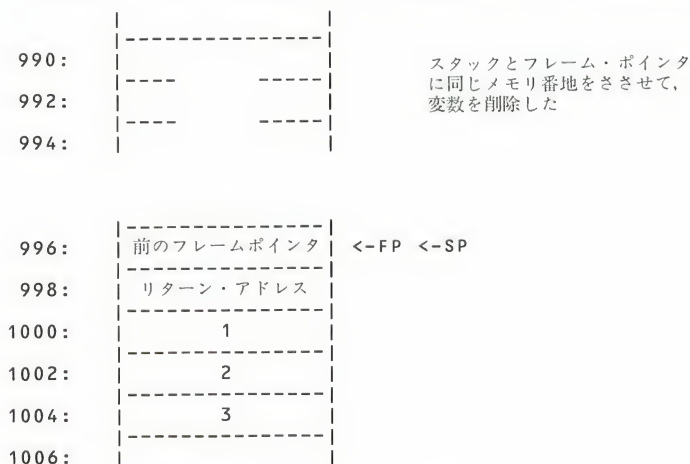 990:
スタックとフレーム・ポインタ
に同じメモリ番地をささせて,
変数を削除した
992:
994:
996: 前のフレームポインタ <-FP <-SP
998: リターン・アドレス
1000: 1
1002: 2
1004: 3
1006: